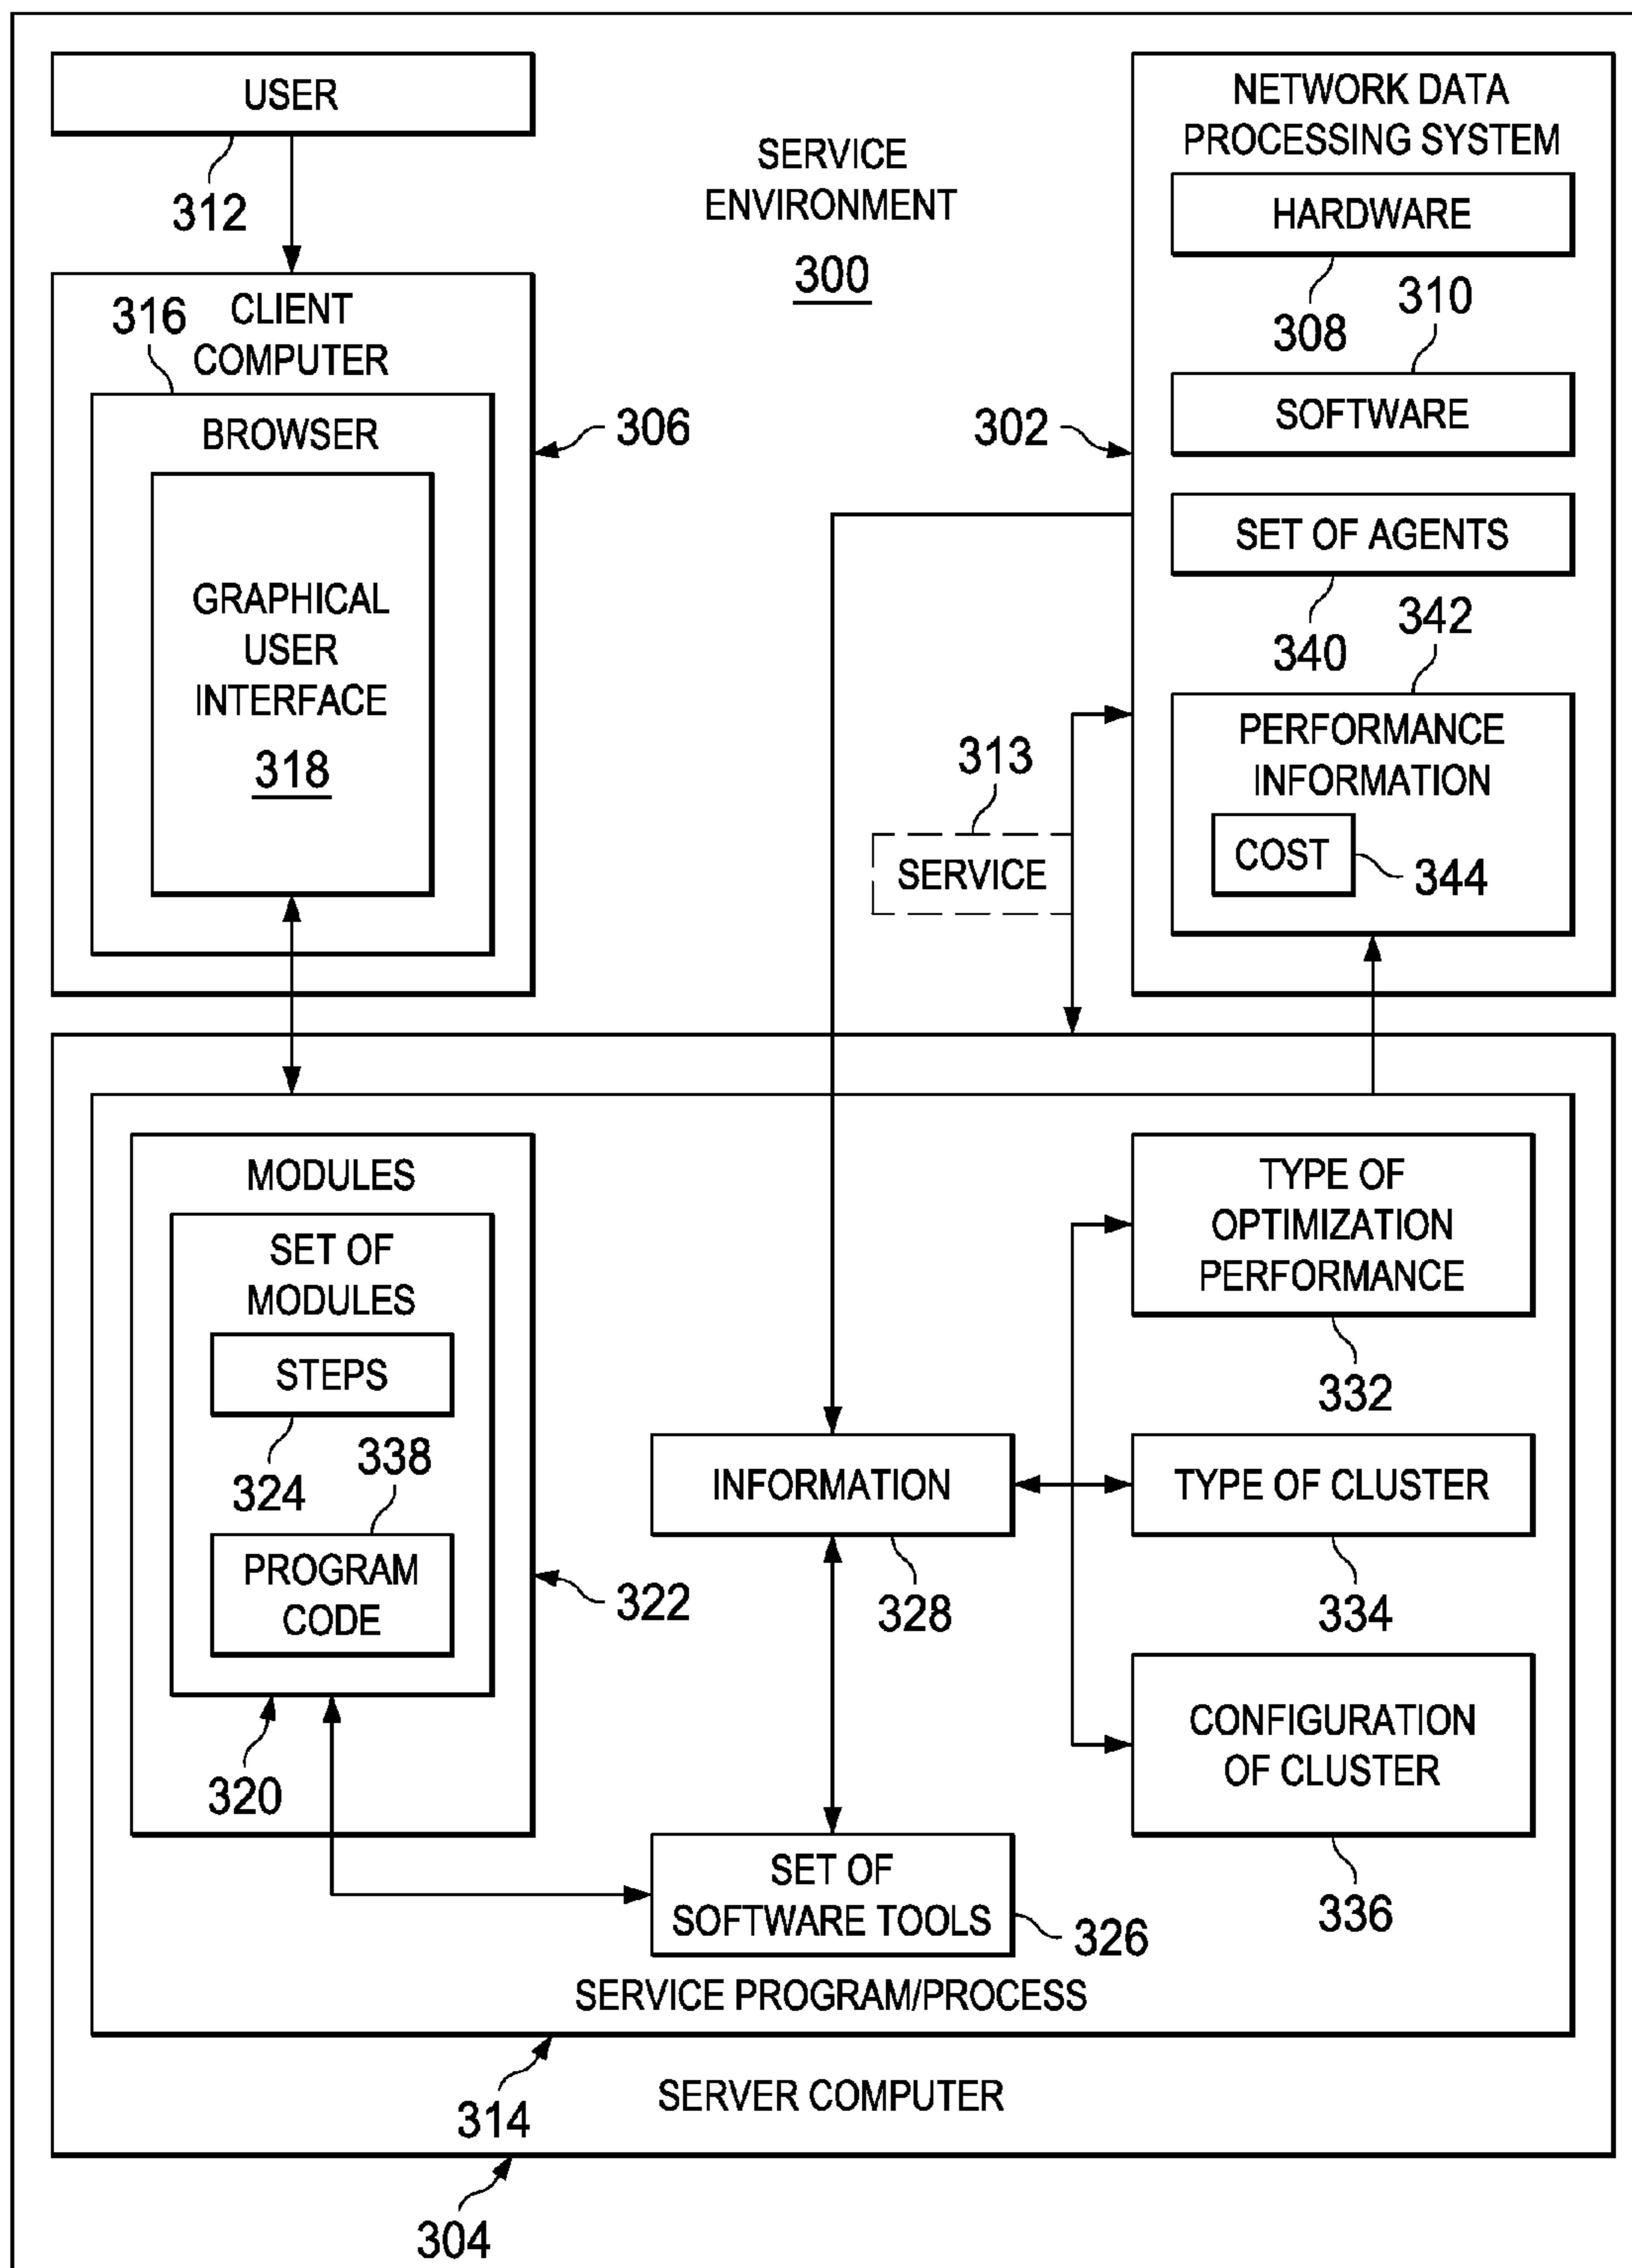 USER
312
SERVICE
ENVIRONMENT
300
NETWORK DATA
PROCESSING SYSTEM
HARDWARE
308
310
SOFTWARE
302
SET OF AGENTS
340
342
PERFORMANCE
INFORMATION
COST
344
316
CLIENT
COMPUTER
BROWSER
306
GRAPHICAL
USER
INTERFACE
318
313
SERVICE
MODULES
SET OF
MODULES
STEPS
324
338
PROGRAM
CODE
322
320
INFORMATION
328
TYPE OF
OPTIMIZATION
PERFORMANCE
332
TYPE OF CLUSTER
334
CONFIGURATION
OF CLUSTER
336
SET OF
SOFTWARE TOOLS
326
SERVICE PROGRAM/PROCESS
314
SERVER COMPUTER
304